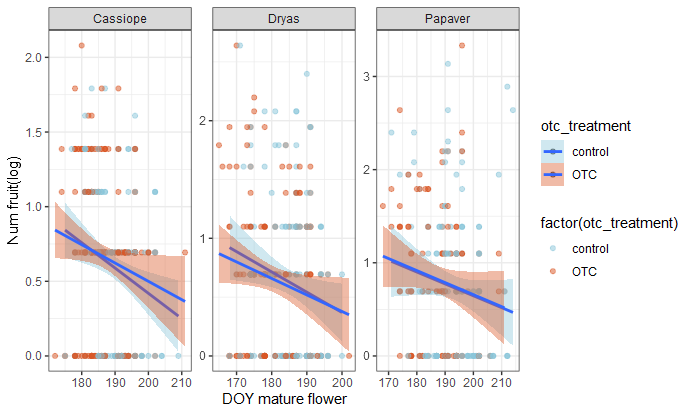 Cassiope Dryas Papaver
2.0
1.5
1.0
0.5
0.0
2
1
0
3
2
1
0
Num fruit(log)
180 190 200 210 170 180 190 200 170 180 190 200 210
DOY mature flower
otc_treatment
control
OTC
factor(otc_treatment)
control
OTC